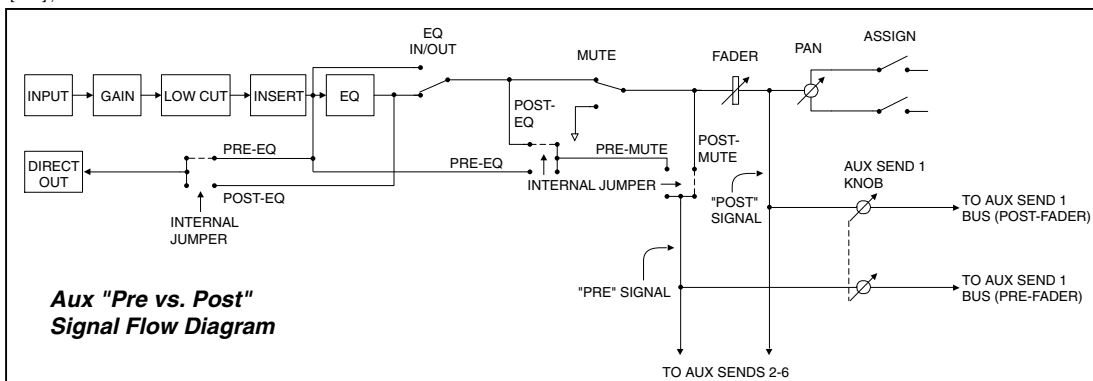 EQ
IN/OUT
MUTE
FADER
PAN
ASSIGN
INPUT
GAIN
LOW CUT
INSERT
EQ
POST-
EQ
DIRECT
OUT
PRE-EQ
POST-EQ
INTERNAL
JUMPER
PRE-EQ
PRE-MUTE
INTERNAL JUMPER
POST-
MUTE
"POST"
SIGNAL
"PRE" SIGNAL
AUX SEND 1
KNOB
TO AUX SEND 1
BUS (POST-FADER)
TO AUX SEND 1
BUS (PRE-FADER)
TO AUX SENDS 2-6
Aux "Pre vs. Post"
Signal Flow Diagram